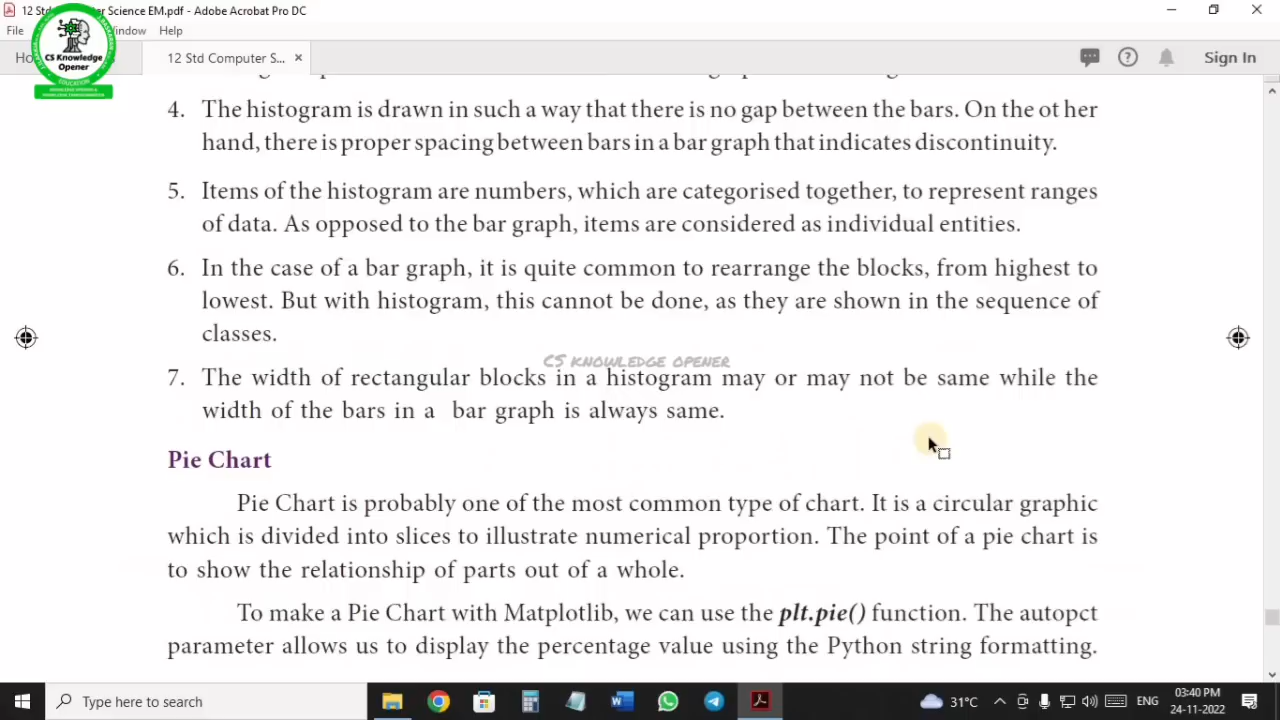 12 Std
er Science EM.pdf - Adobe Acrobat Pro DC
File
indow Help
CS Knowledge
Opener
EDUCATION
12 Std Computer S... ×
Sign In
4. The histogram is drawn in such a way that there is no gap between the bars. On the ot her
hand, there is proper spacing between bars in a bar graph that indicates discontinuity.
5. Items of the histogram are numbers, which are categorised together, to represent ranges
of data. As opposed to the bar graph, items are considered as individual entities.
6. In the case of a bar graph, it is quite common to rearrange the blocks, from highest to
lowest. But with histogram, this cannot be done, as they are shown in the sequence of
classes.
CS KNOWLEDGE OPENER
7. The width of rectangular blocks in a histogram may or may not be same while the
width of the bars in a bar graph is always same.
Pie Chart
Pie Chart is probably one of the most common type of chart. It is a circular graphic
which is divided into slices to illustrate numerical proportion. The point of a pie chart is
to show the relationship of parts out of a whole.
To make a Pie Chart with Matplotlib, we can use the plt.pie() function. The autopct
parameter allows us to display the percentage value using the Python string formatting.
Type here to search
31°C
ENG
03:40 PM
24-11-2022